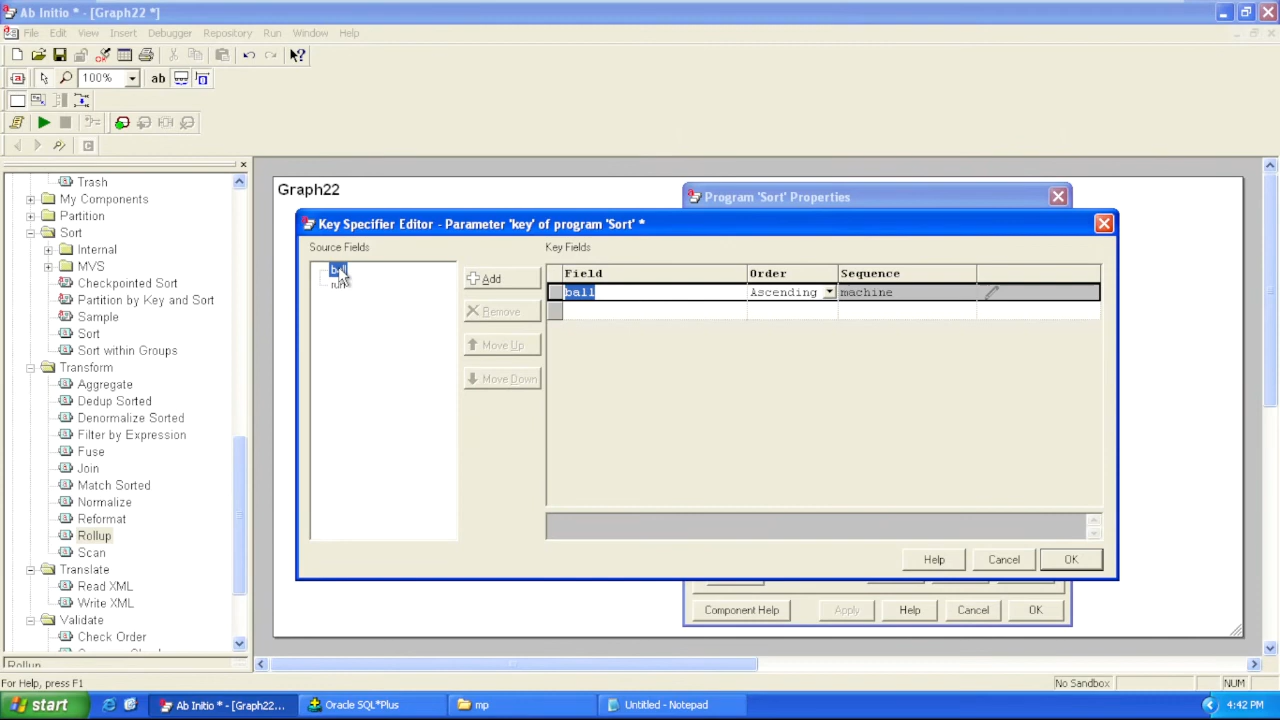 Ab Initio * - [Graph22 *]
File Edit View Insert Debugger Repository Run Window Help
100% ab
Graph22
Program 'Sort' Properties
Trash
My Components
Partition
Sort
Internal
MVS
Checkpointed Sort
Partition by Key and Sort
Sample
Sort
Sort within Groups
Transform
Aggregate
Dedup Sorted
Denormalize Sorted
Filter by Expression
Fuse
Join
Match Sorted
Normalize
Reformat
Rollup
Scan
Translate
Read XML
Write XML
Validate
Check Order
Rollup
Key Specifier Editor - Parameter 'key' of program 'Sort' *
Source Fields
ball
run
Add
Remove
Move Up
Move Down
Key Fields
Field Order Sequence
ball Ascending machine
Help Cancel OK
Component Help Apply Help Cancel OK
For Help, press F1
No Sandbox NUM
start Ab Initio * - [Graph22... Oracle SQL*Plus mp Untitled - Notepad 4:42 PM